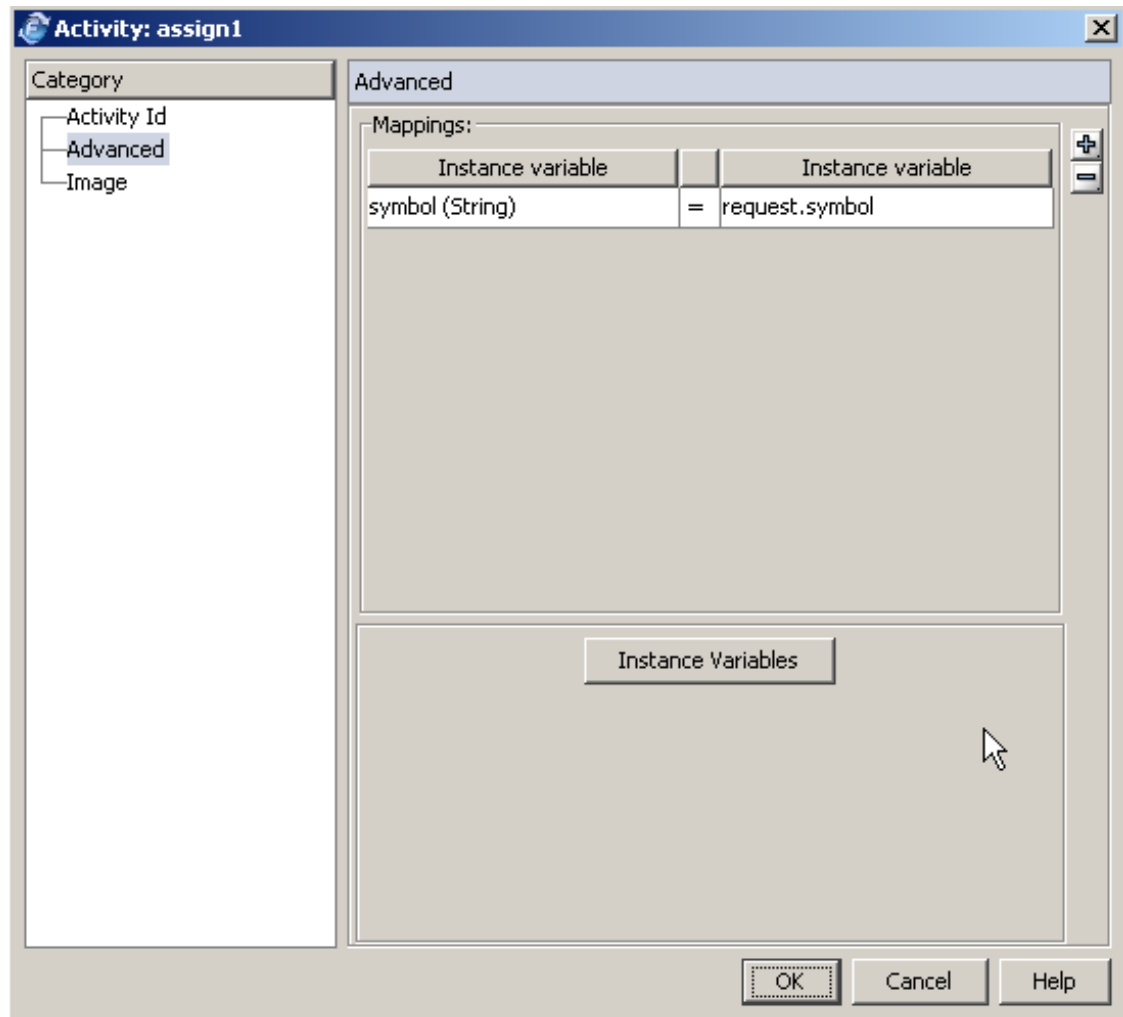 Activity: assign1
Category
Activity Id
Advanced
Image
Advanced
Mappings:
Instance variable Instance variable
symbol (String) = request.symbol
Instance Variables
OK Cancel Help